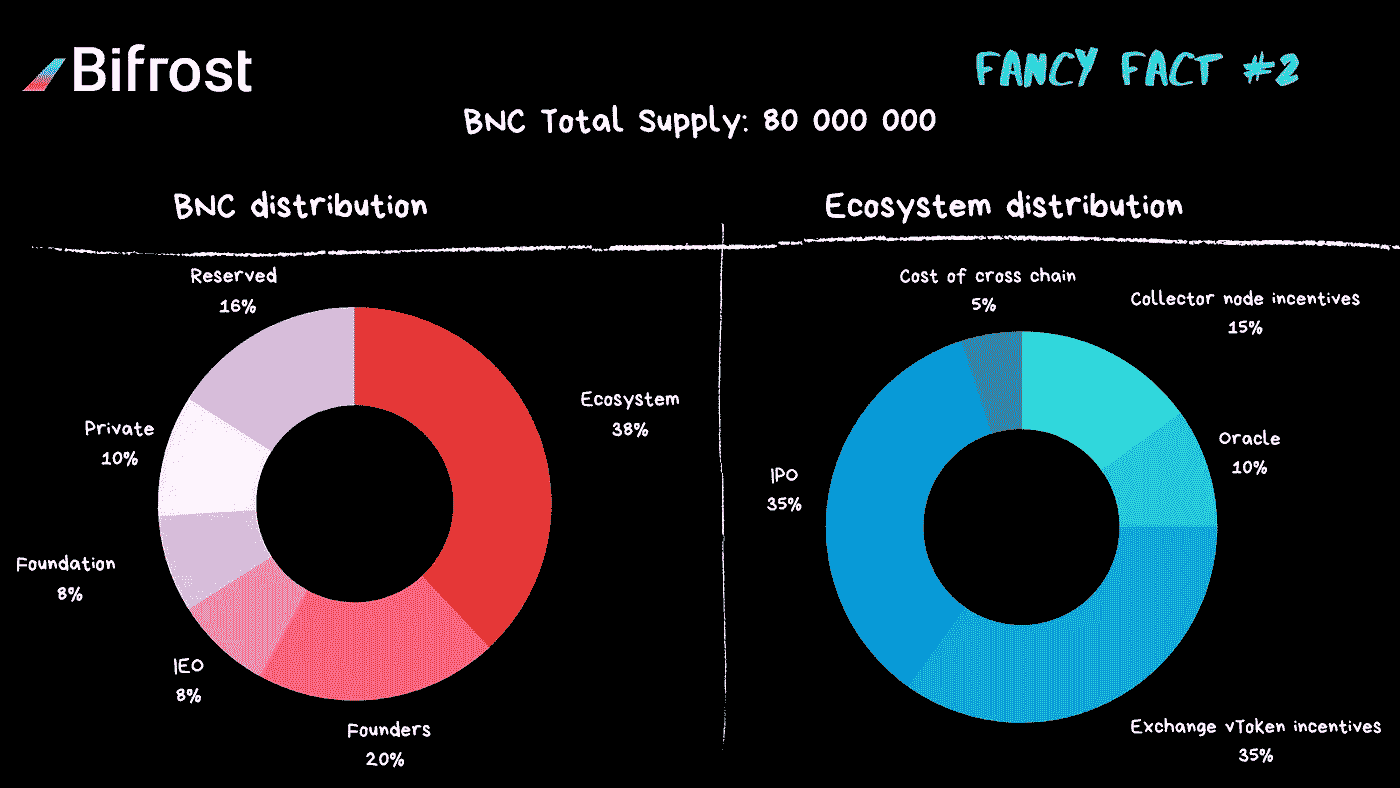 Bifrost
FANCY FACT #2
BNC Total Supply: 80 000 000
BNC distribution
Reserved
16%
Ecosystem
38%
Private
10%
Foundation
8%
IEO
8%
Founders
20%
Ecosystem distribution
Cost of cross chain
5%
Collector node incentives
15%
Oracle
10%
IPO
35%
Exchange vToken incentives
35%